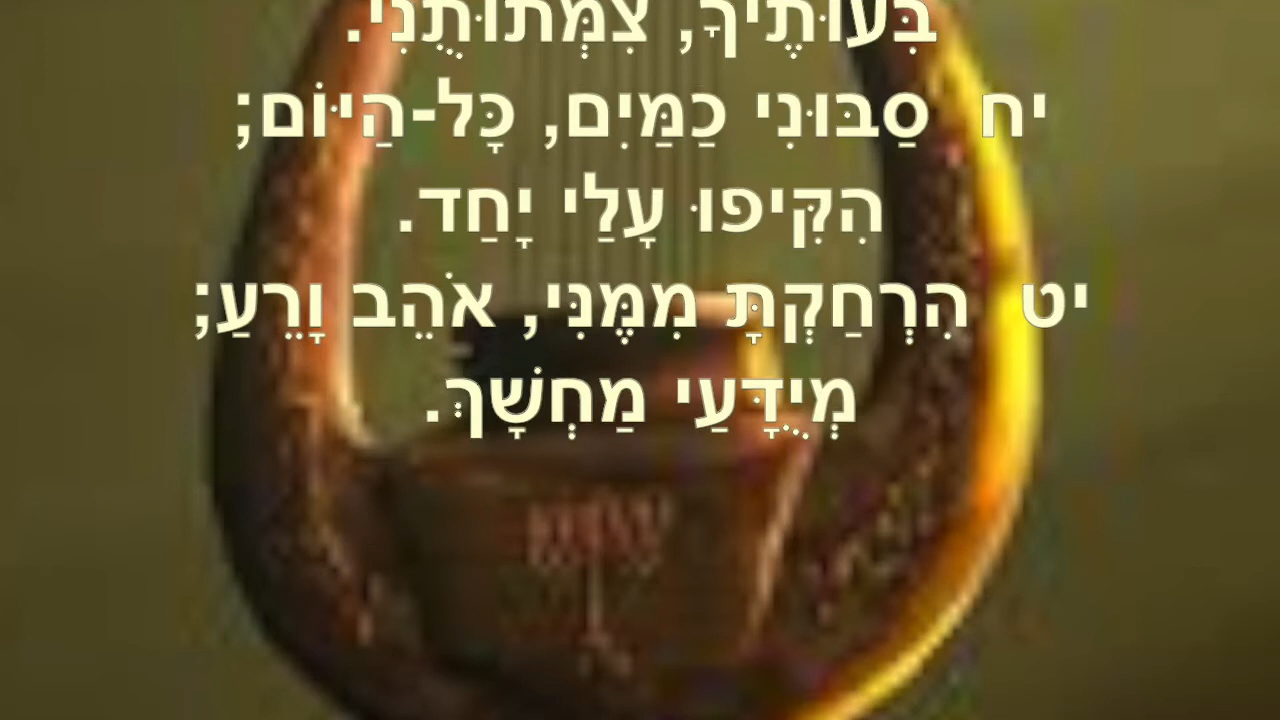 בִּעוּתֶיךָ, צִמְּתוּתֻנִי.
יח  סַבּוּנִי כַמַּיִם, כָּל-הַיּוֹם;
הִקִּיפוּ עָלַי יָחַד.
יט  הִרְחַקְתָּ מִמֶּנִּי, אֹהֵב וָרֵעַ;
מְיֻדָּעַי מַחְשָׁךְ.